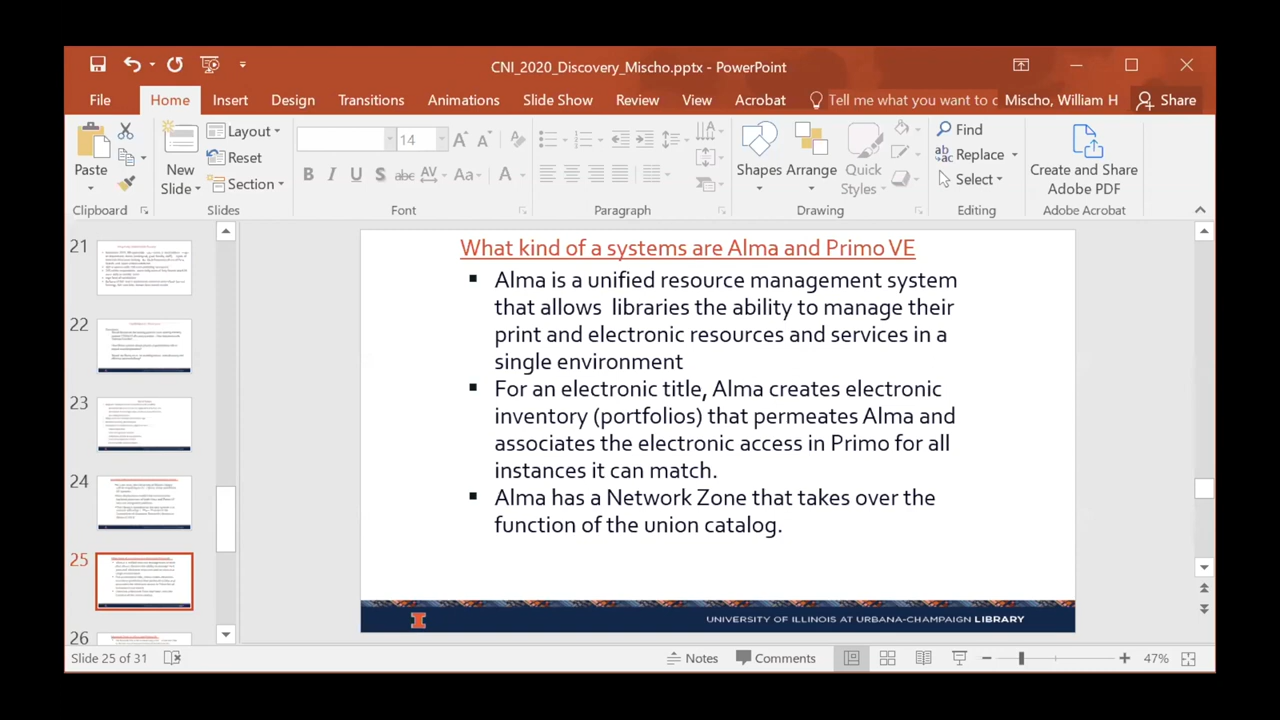 CNI_2020_Discovery_Mischo.pptx - PowerPoint
File Home Insert Design Transitions Animations Slide Show Review View Acrobat Tell me what you want to c Mischo, William H Share
Paste
Clipboard
New
Slide
Layout
Reset
Section
Slides
14
Font
Paragraph
Shapes
Arrange
Quick
Styles
Drawing
Find
Replace
Select
Editing
Create and Share
Adobe PDF
Adobe Acrobat
21
22
23
24
25
26
What kind of a systems are Alma and Primo VE
Alma is a unified resource management system
that allows  libraries the ability to manage their
print and electronic resources and services in a
single environment
For an electronic title, Alma creates electronic
inventory (portfolios) that permeates Alma and
associates the electronic access in Primo for all
instances it can match.
Alma has a Network Zone that takes over the
function of the union catalog.
UNIVERSITY OF ILLINOIS AT URBANA-CHAMPAIGN LIBRARY
Slide 25 of 31
Notes
Comments
47%